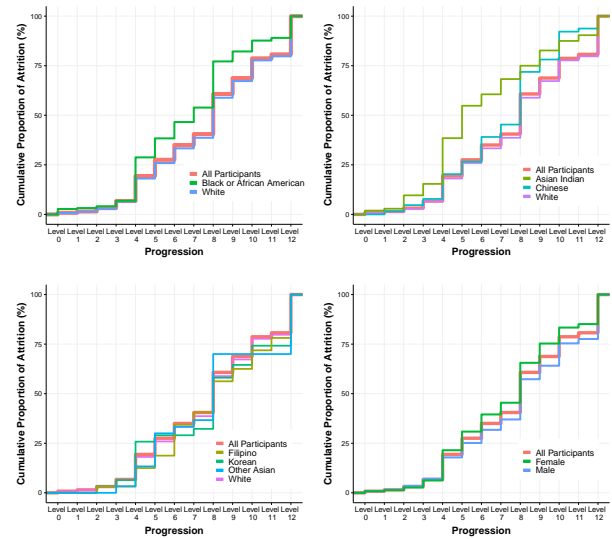 Cumulative Proportion of Attrition (%)
100
75
50
25
0
All Participants
Black or African American
White
Level Level Level Level Level Level Level Level Level Level Level Level Level
0 1 2 3 4 5 6 7 8 9 10 11 12
Progression
Cumulative Proportion of Attrition (%)
100
75
50
25
0
All Participants
Asian Indian
Chinese
White
Level Level Level Level Level Level Level Level Level Level Level Level Level
0 1 2 3 4 5 6 7 8 9 10 11 12
Progression
Cumulative Proportion of Attrition (%)
100
75
50
25
0
All Participants
Filipino
Korean
Other Asian
White
Level Level Level Level Level Level Level Level Level Level Level Level Level
0 1 2 3 4 5 6 7 8 9 10 11 12
Progression
Cumulative Proportion of Attrition (%)
100
75
50
25
0
All Participants
Female
Male
Level Level Level Level Level Level Level Level Level Level Level Level Level
0 1 2 3 4 5 6 7 8 9 10 11 12
Progression